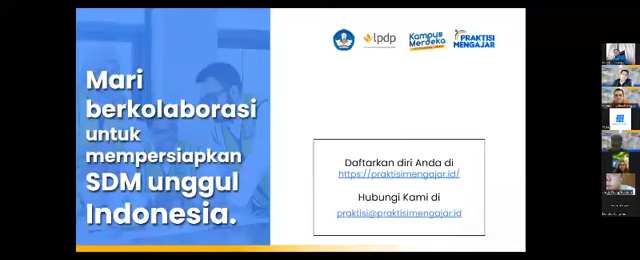 lpdp
Kampus
Merdeka
PRAKTISI
MENGAJAR
Mari
berkolaborasi
untuk
mempersiapkan
SDM unggul
Indonesia.
Daftarkan diri Anda di
https://praktisimengajar.id/
Hubungi Kami di
praktisi@praktisimengajar.id